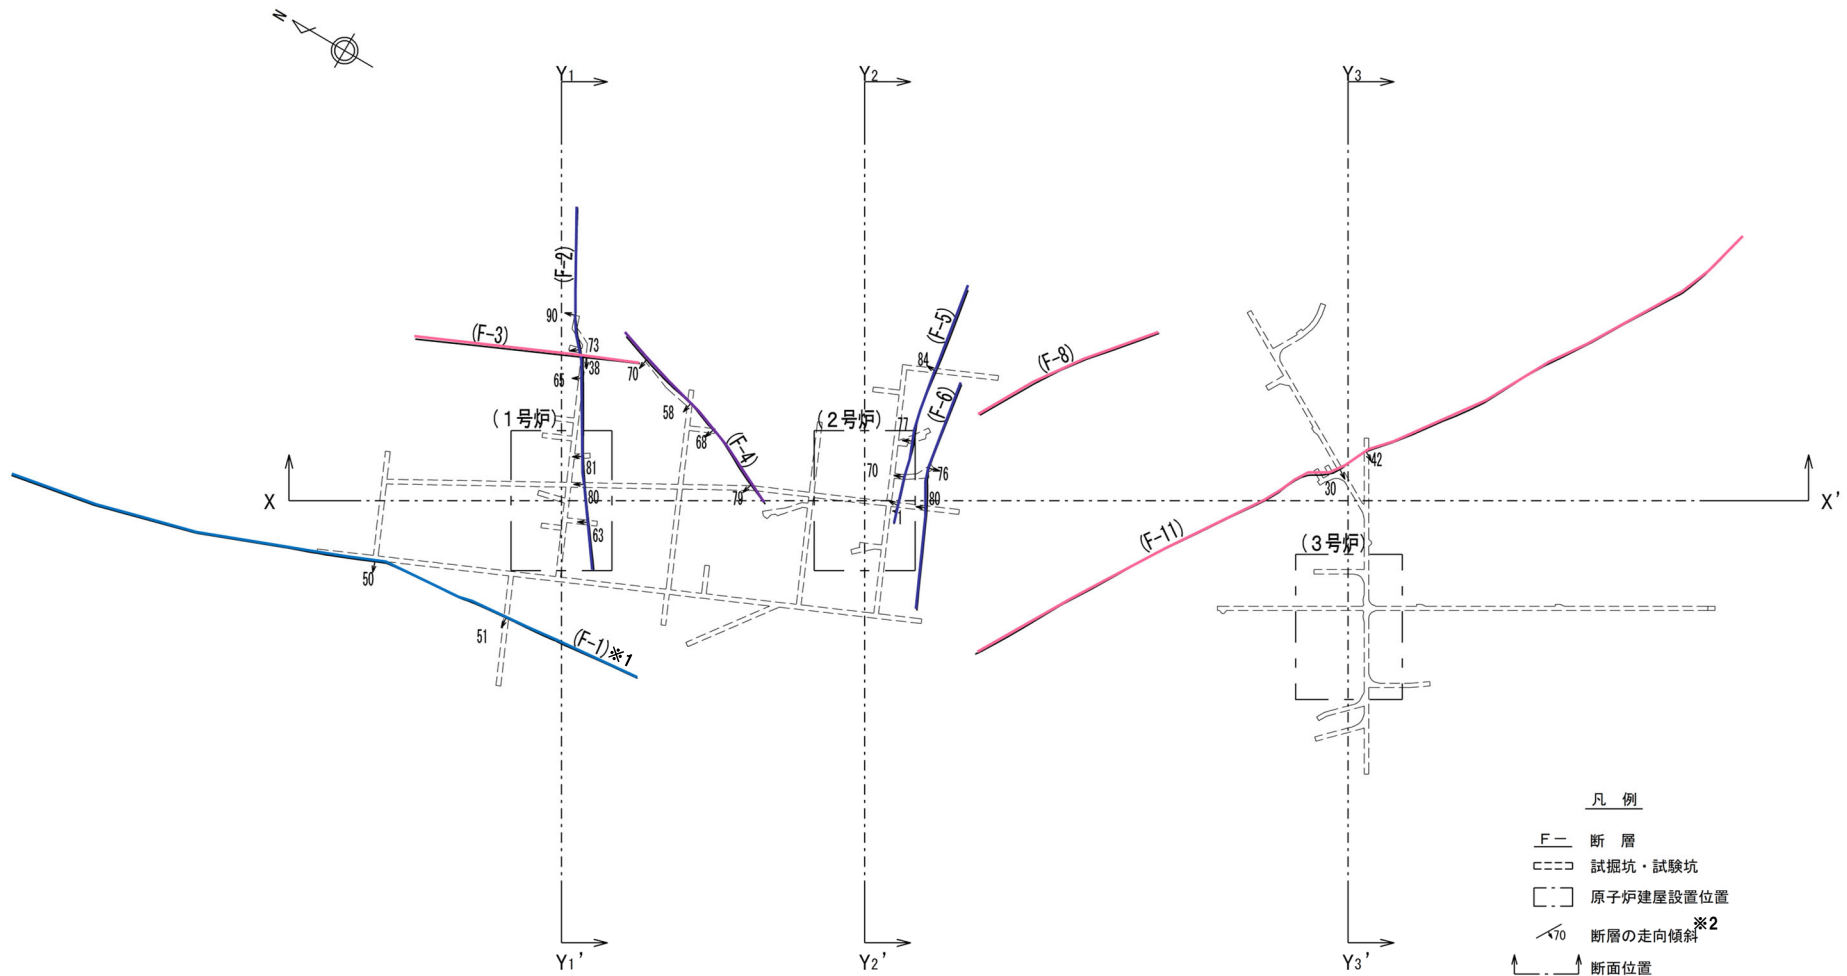 N
Y1
Y2
Y3
(F-2)
90
(F-3)
73
38
65
70
58
68
(F-4)
79
(1号炉)
81
80
63
(F-5)
84
(F-6)
77
(2号炉)
70
76
80
71
(F-8)
42
30
X
X'
(F-11)
(3号炉)
50
51
(F-1)※1
Y1'
Y2'
Y3'
凡 例
F- 断 層
試掘坑・試験坑
原子炉建屋設置位置
70 断層の走向傾斜※2
断面位置